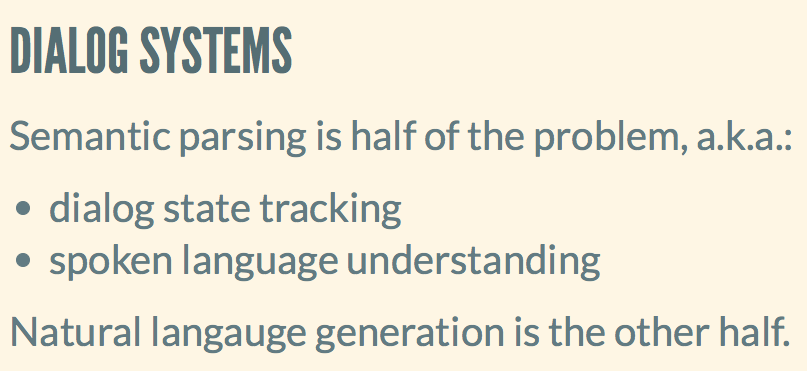 DIALOG SYSTEMS
Semantic parsing is half of the problem, a.k.a.:
• dialog state tracking
• spoken language understanding
Natural langauge generation is the other half.